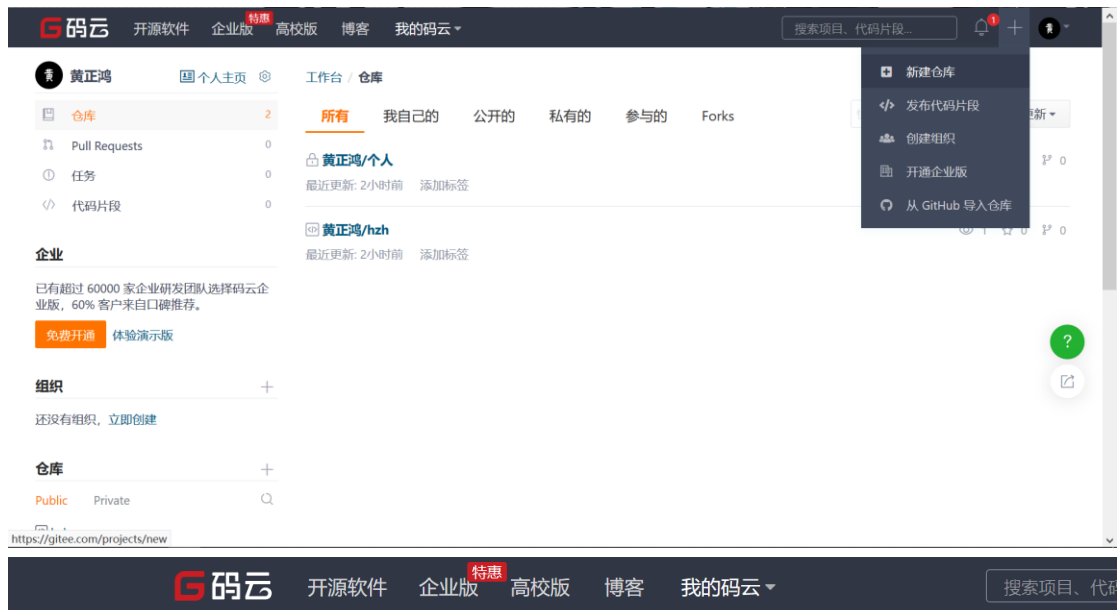 G码云 开源软件 企业版 特惠 高校版 博客 我的码云 搜索项目、代码片段... 1
黄 黄正鸿 个人主页 工作台 / 仓库 新建仓库
仓库 2 所有 我自己的 公开的 私有的 参与的 Forks 发布代码片段 更新
Pull Requests 0 创建组织
黄正鸿/个人 0
任务 0 最近更新: 2小时前 添加标签 开通企业版
代码片段 0 从 GitHub 导入仓库
黄正鸿/hzh 1 0 0
企业 最近更新: 2小时前 添加标签
已有超过 60000 家企业研发团队选择码云企
业版，60% 客户来自口碑推荐。
免费开通 体验演示版
?
组织
还没有组织，立即创建
仓库
Public Private
https://gitee.com/projects/new
G码云 开源软件 企业版 特惠 高校版 博客 我的码云 搜索项目、代码